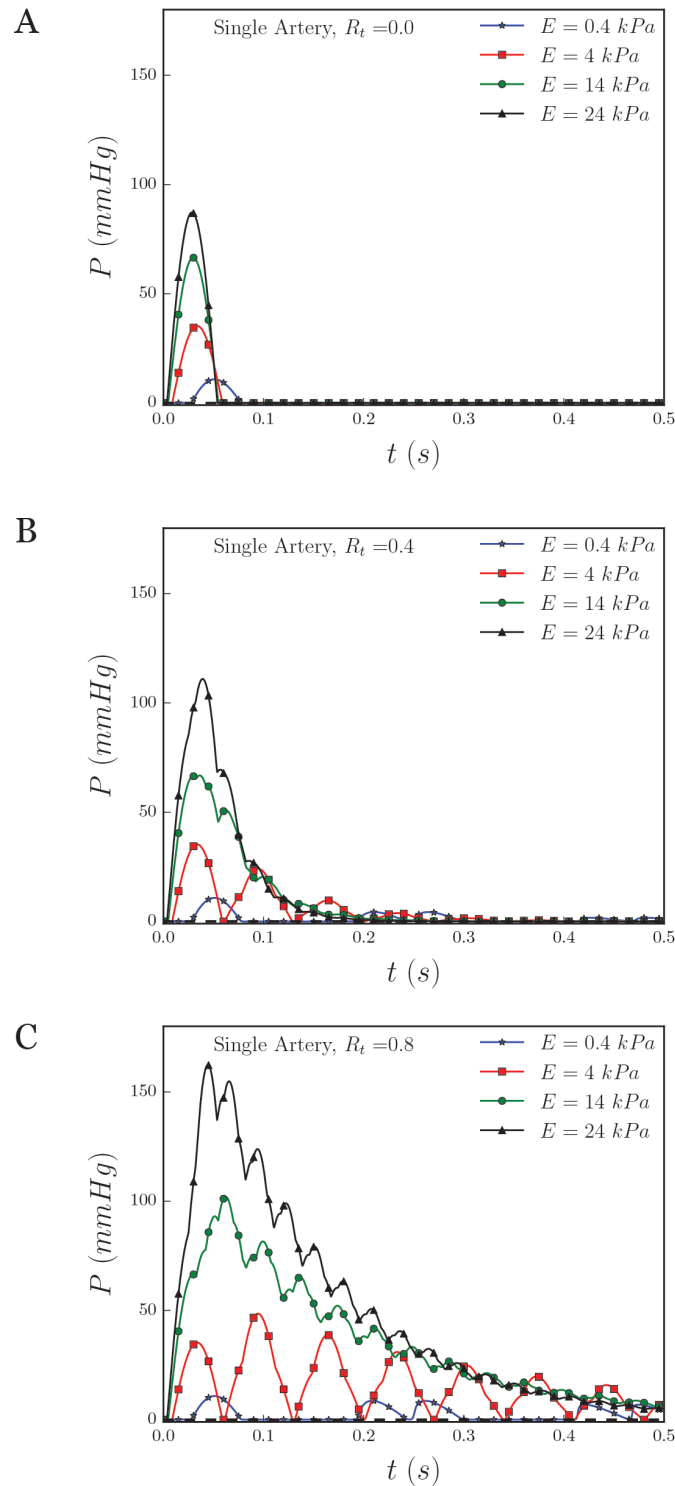 A
Single Artery, R_t =0.0
E = 0.4 kPa
E = 4 kPa
E = 14 kPa
E = 24 kPa
150
100
50
0
P (mmHg)
0.0 0.1 0.2 0.3 0.4 0.5
t (s)
B
Single Artery, R_t =0.4
E = 0.4 kPa
E = 4 kPa
E = 14 kPa
E = 24 kPa
150
100
50
0
P (mmHg)
0.0 0.1 0.2 0.3 0.4 0.5
t (s)
C
Single Artery, R_t =0.8
E = 0.4 kPa
E = 4 kPa
E = 14 kPa
E = 24 kPa
150
100
50
0
P (mmHg)
0.0 0.1 0.2 0.3 0.4 0.5
t (s)